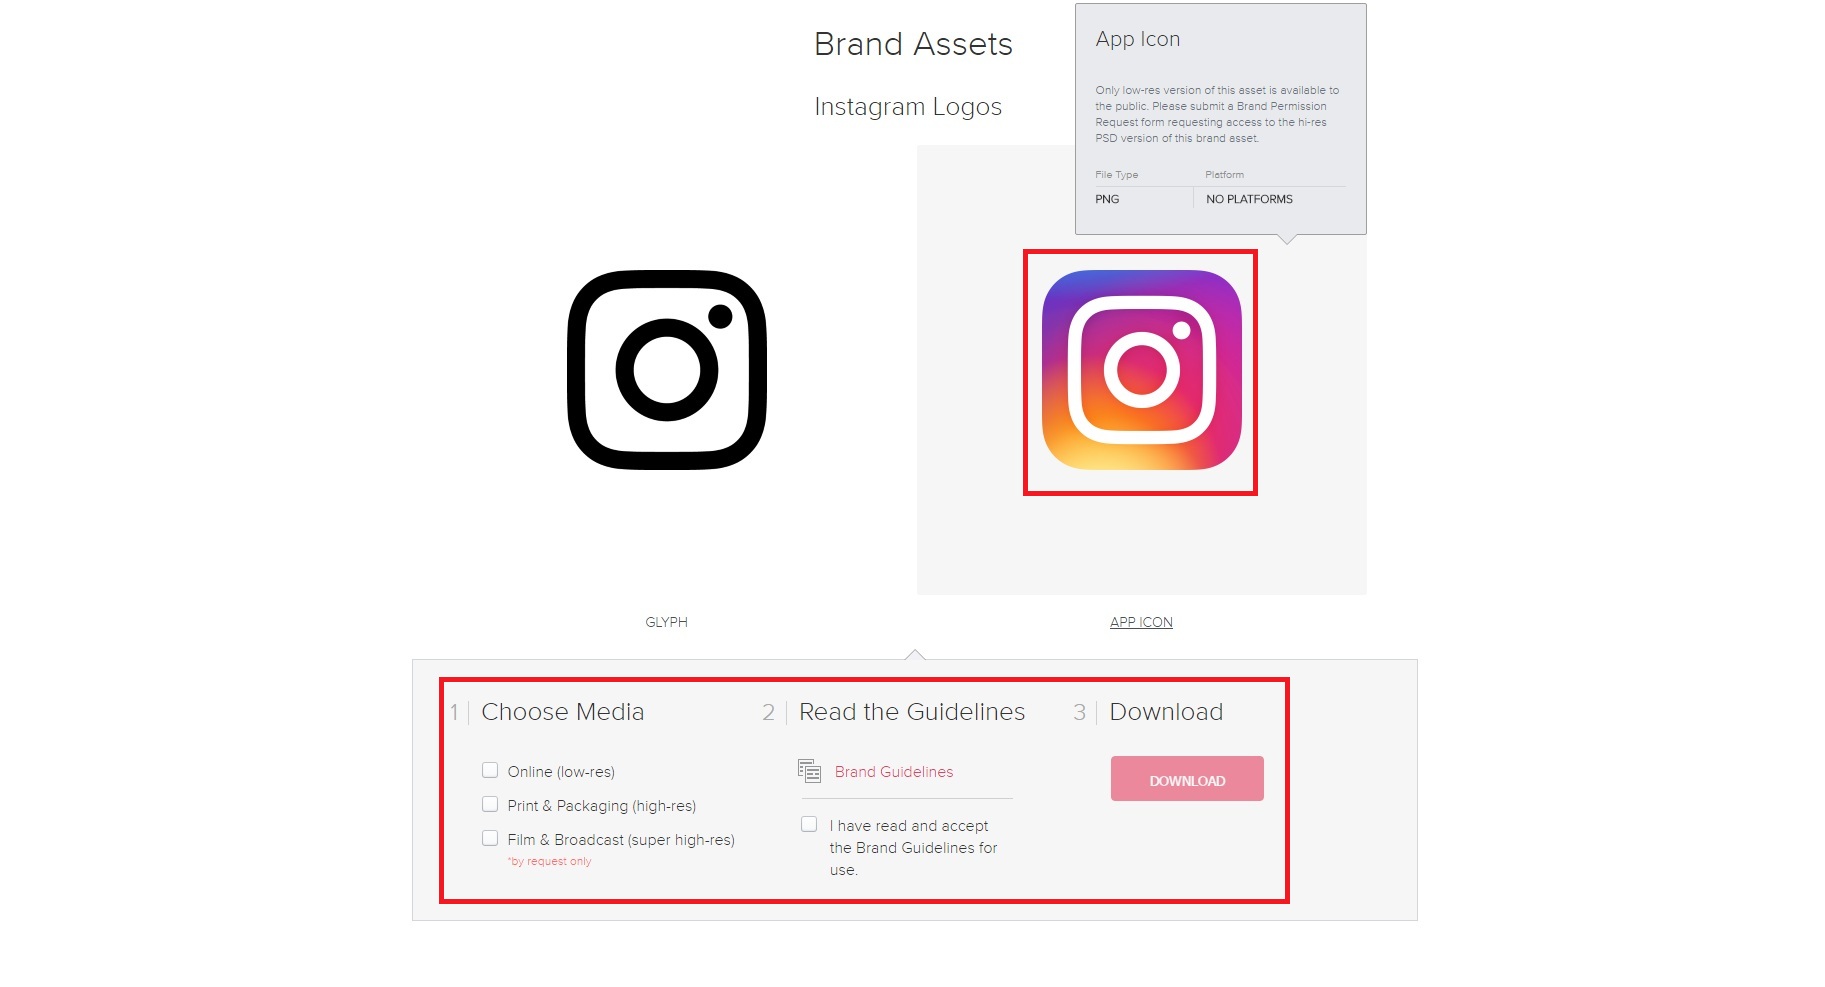 Brand Assets
Instagram Logos
App Icon
Only low-res version of this asset is available to
the public. Please submit a Brand Permission
Request form requesting access to the hi-res
PSD version of this brand asset.
File Type Platform
PNG NO PLATFORMS
GLYPH
APP ICON
1 Choose Media
Online (low-res)
Print & Packaging (high-res)
Film & Broadcast (super high-res)
*by request only
2 Read the Guidelines
Brand Guidelines
I have read and accept
the Brand Guidelines for
use.
3 Download
DOWNLOAD